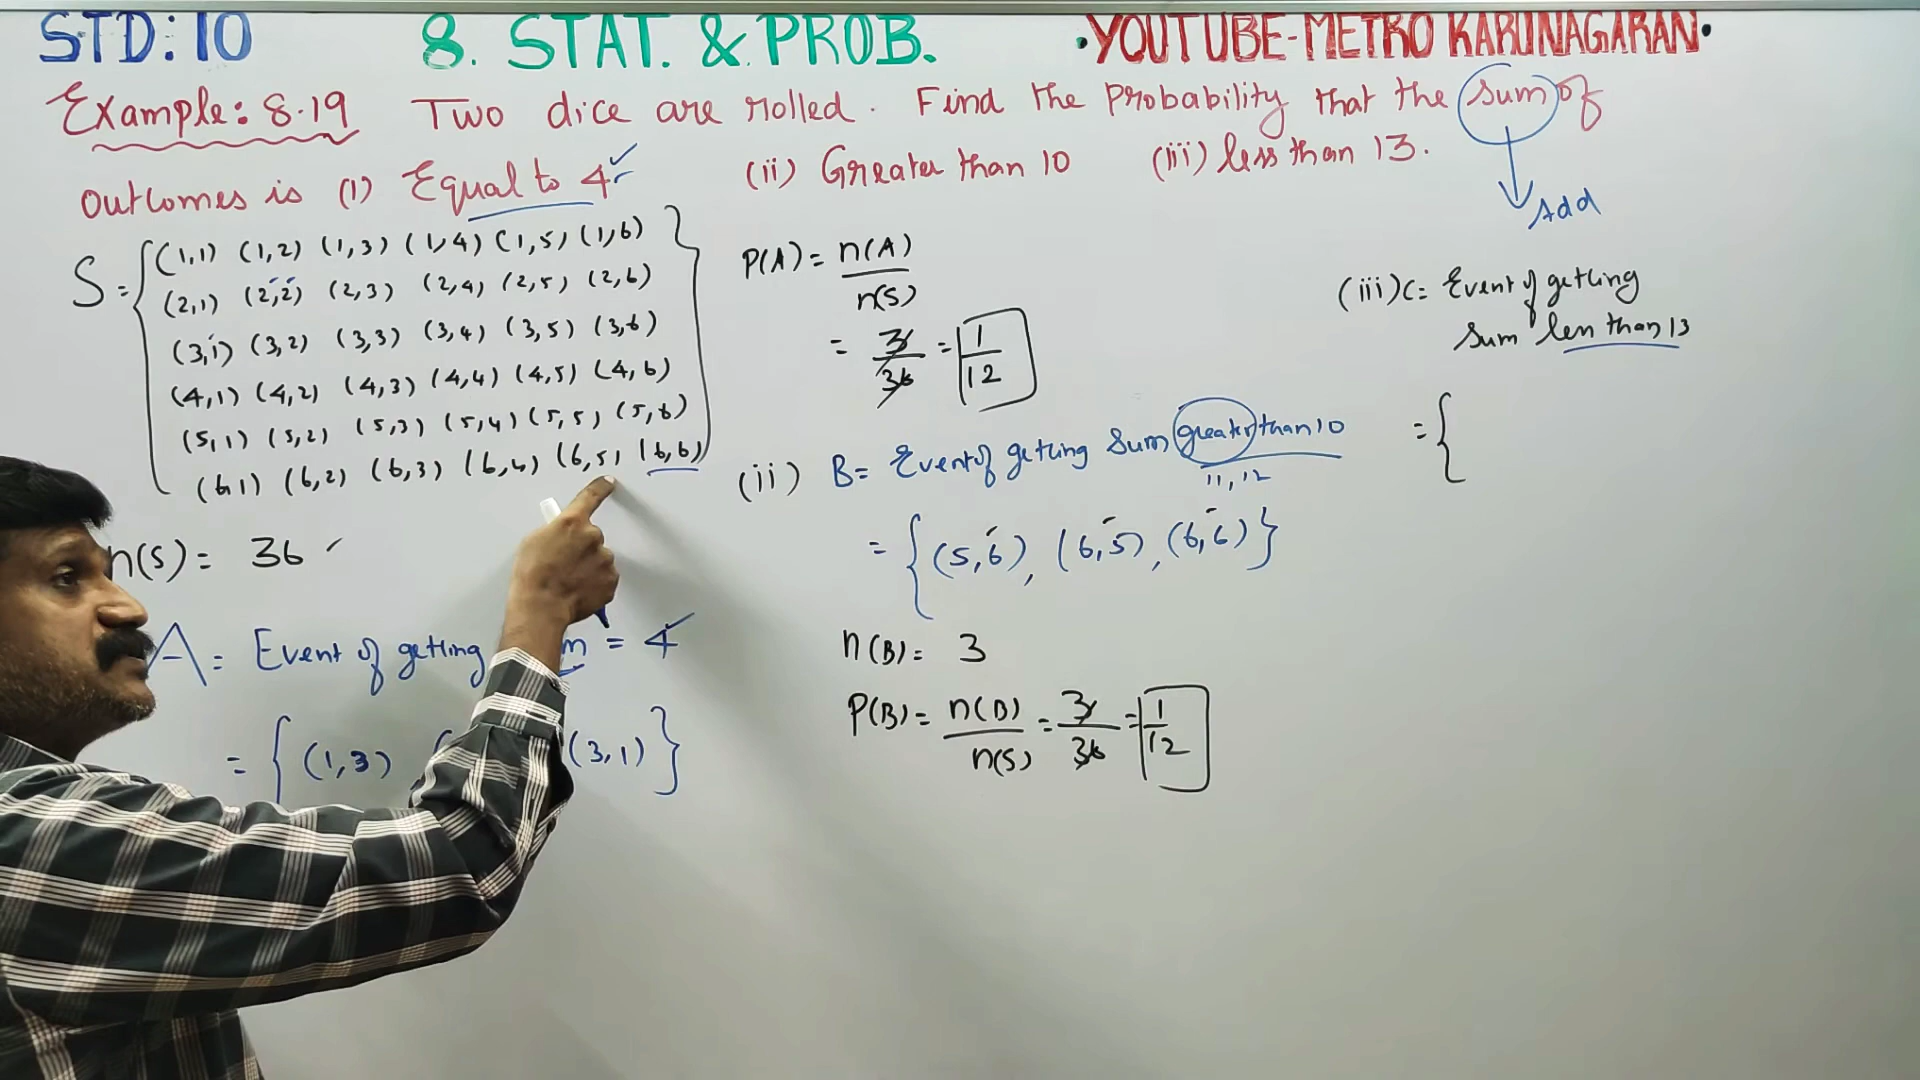 STD: 10 8. STAT. & PROB. •YOUTUBE-METRO KARUNAGARAN•
Example: 8.19 Two dice are rolled. Find the Probability that the sum of
outcomes is (i) Equal to 4 (ii) Greater than 10 (iii) less than 13.
Add
S = { (1,1) (1,2) (1,3) (1,4) (1,5) (1,6)
(2,1) (2,2) (2,3) (2,4) (2,5) (2,6)
(3,1) (3,2) (3,3) (3,4) (3,5) (3,6)
(4,1) (4,2) (4,3) (4,4) (4,5) (4,6)
(5,1) (5,2) (5,3) (5,4) (5,5) (5,6)
(6,1) (6,2) (6,3) (6,4) (6,5) (6,6) }
n(S) = 36
A = Event of getting = 4
= { (1,3) (3,1) }
P(A) = n(A) / n(S)
= 3/36 = 1/12
(ii) B = Event of getting Sum greater than 10
11, 12
= { (5,6), (6,5), (6,6) }
n(B) = 3
P(B) = n(B) / n(S) = 3/36 = 1/12
(iii) C = Event of getting
Sum less than 13
= {